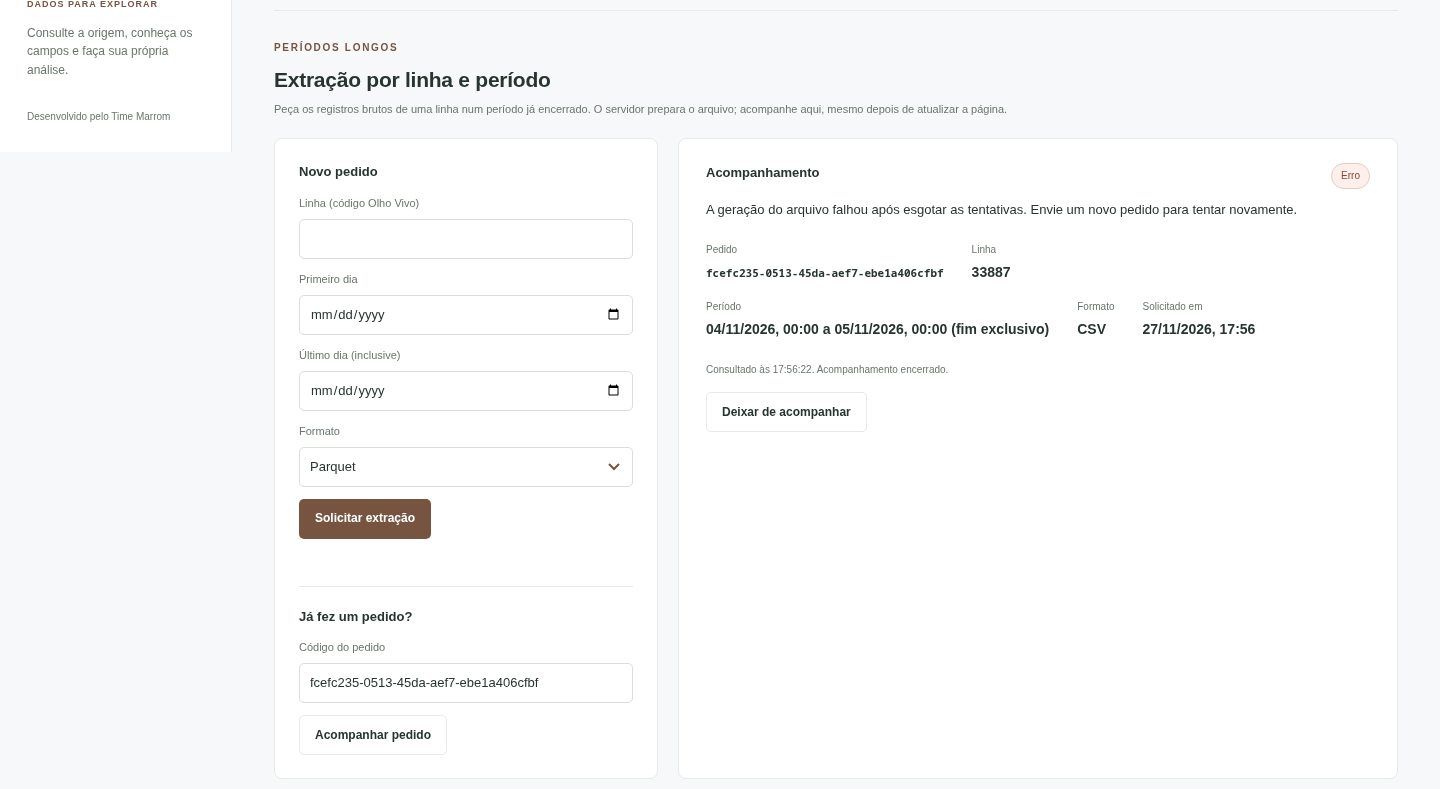 DADOS PARA EXPLORAR
Consulte a origem, conheça os
campos e faça sua própria
análise.
Desenvolvido pelo Time Marrom
PERÍODOS LONGOS
Extração por linha e período
Peça os registros brutos de uma linha num período já encerrado. O servidor prepara o arquivo; acompanhe aqui, mesmo depois de atualizar a página.
Novo pedido
Linha (código Olho Vivo)
Primeiro dia
mm/dd/yyyy
Último dia (inclusive)
mm/dd/yyyy
Formato
Parquet
Solicitar extração
Já fez um pedido?
Código do pedido
fcefc235-0513-45da-aef7-ebe1a406cfbf
Acompanhar pedido
Acompanhamento
Erro
A geração do arquivo falhou após esgotar as tentativas. Envie um novo pedido para tentar novamente.
Pedido
fcefc235-0513-45da-aef7-ebe1a406cfbf
Linha
33887
Período
04/11/2026, 00:00 a 05/11/2026, 00:00 (fim exclusivo)
Formato
CSV
Solicitado em
27/11/2026, 17:56
Consultado às 17:56:22. Acompanhamento encerrado.
Deixar de acompanhar